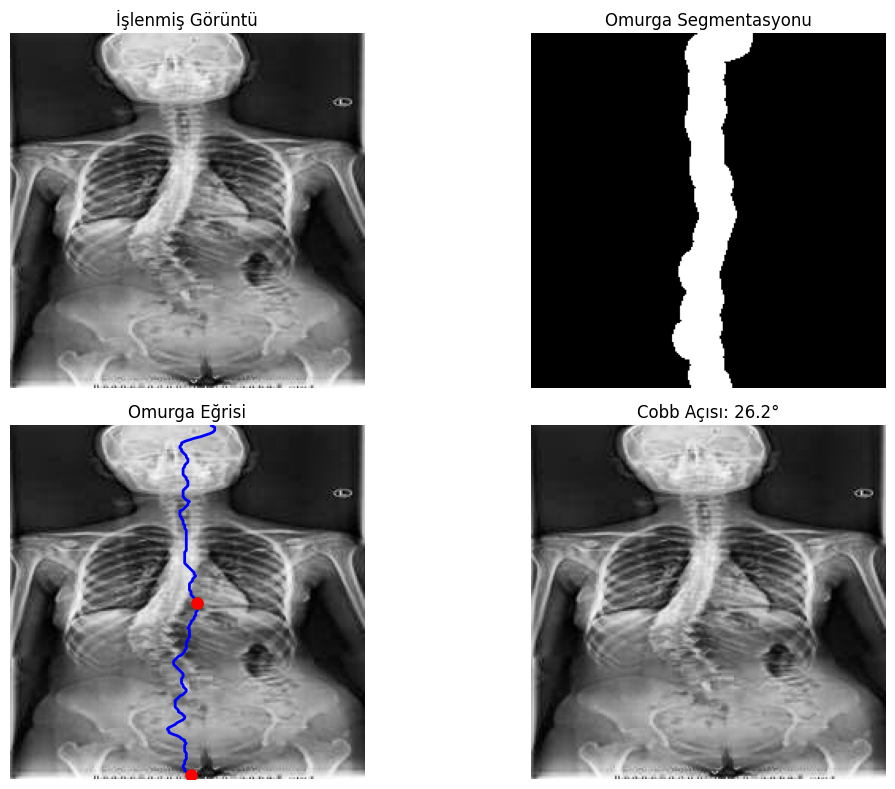 İşlenmiş Görüntü
Omurga Segmentasyonu
L
Omurga Eğrisi
Cobb Açısı: 26.2°
L
L